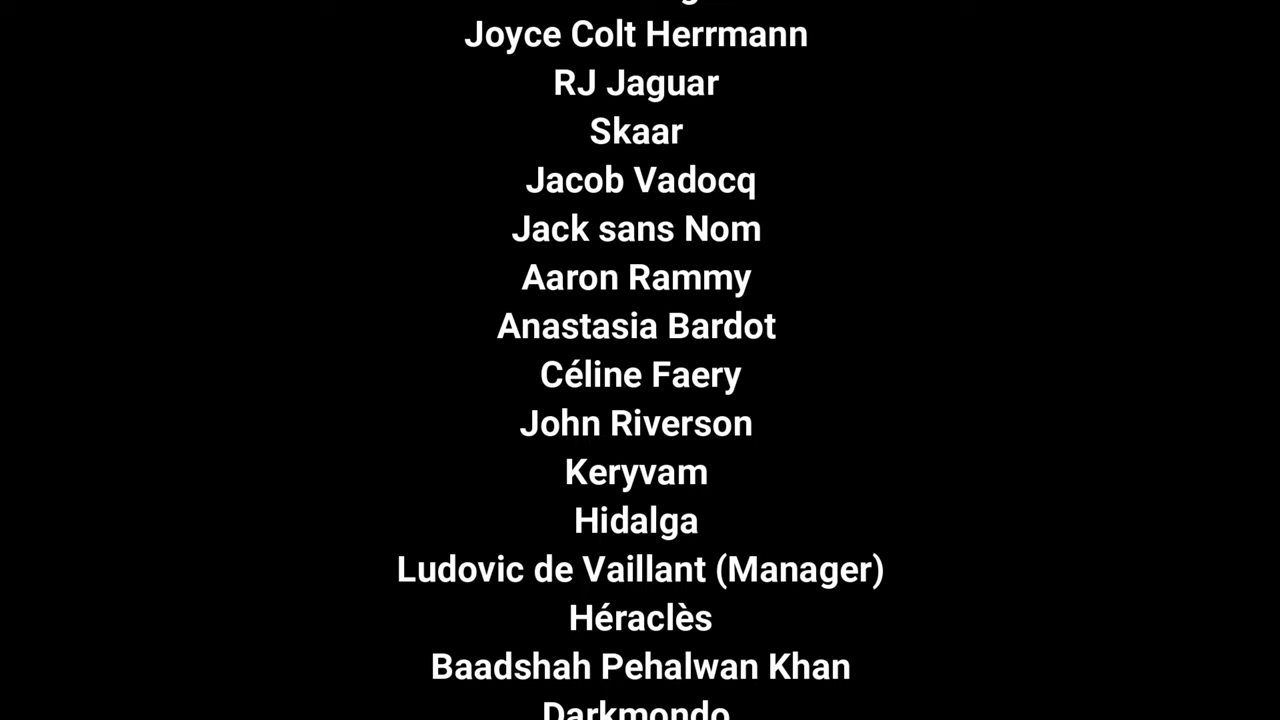 Joyce Colt Herrmann
RJ Jaguar
Skaar
Jacob Vadocq
Jack sans Nom
Aaron Rammy
Anastasia Bardot
Céline Faery
John Riverson
Keryvam
Hidalga
Ludovic de Vaillant (Manager)
Héraclès
Baadshah Pehalwan Khan
Darkmondo